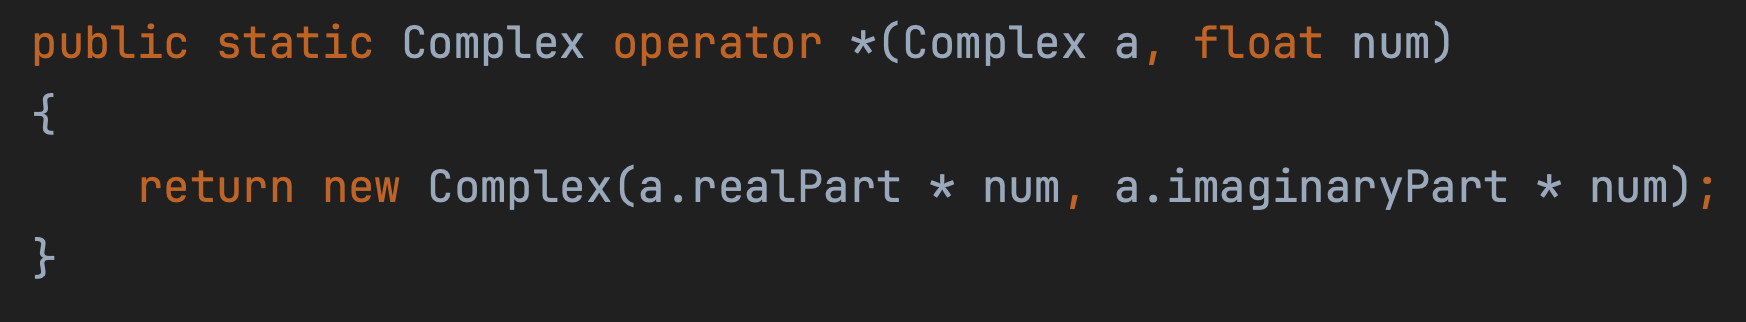 public static Complex operator *(Complex a, float num)
{
    return new Complex(a.realPart * num, a.imaginaryPart * num);
}